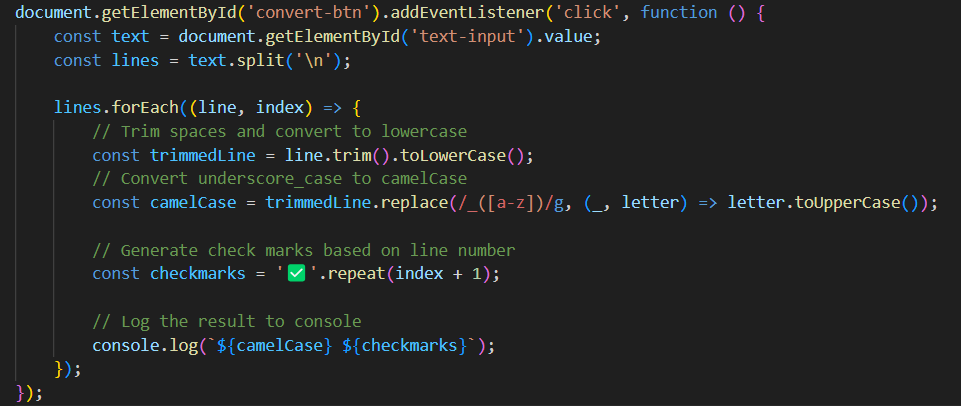 document.getElementById('convert-btn').addEventListener('click', function () {
    const text = document.getElementById('text-input').value;
    const lines = text.split('\n');

    lines.forEach((line, index) => {
        // Trim spaces and convert to lowercase
        const trimmedLine = line.trim().toLowerCase();
        // Convert underscore_case to camelCase
        const camelCase = trimmedLine.replace(/_([a-z])/g, (_, letter) => letter.toUpperCase());

        // Generate check marks based on line number
        const checkmarks = '✅'.repeat(index + 1);

        // Log the result to console
        console.log(`${camelCase} ${checkmarks}`);
    });
});